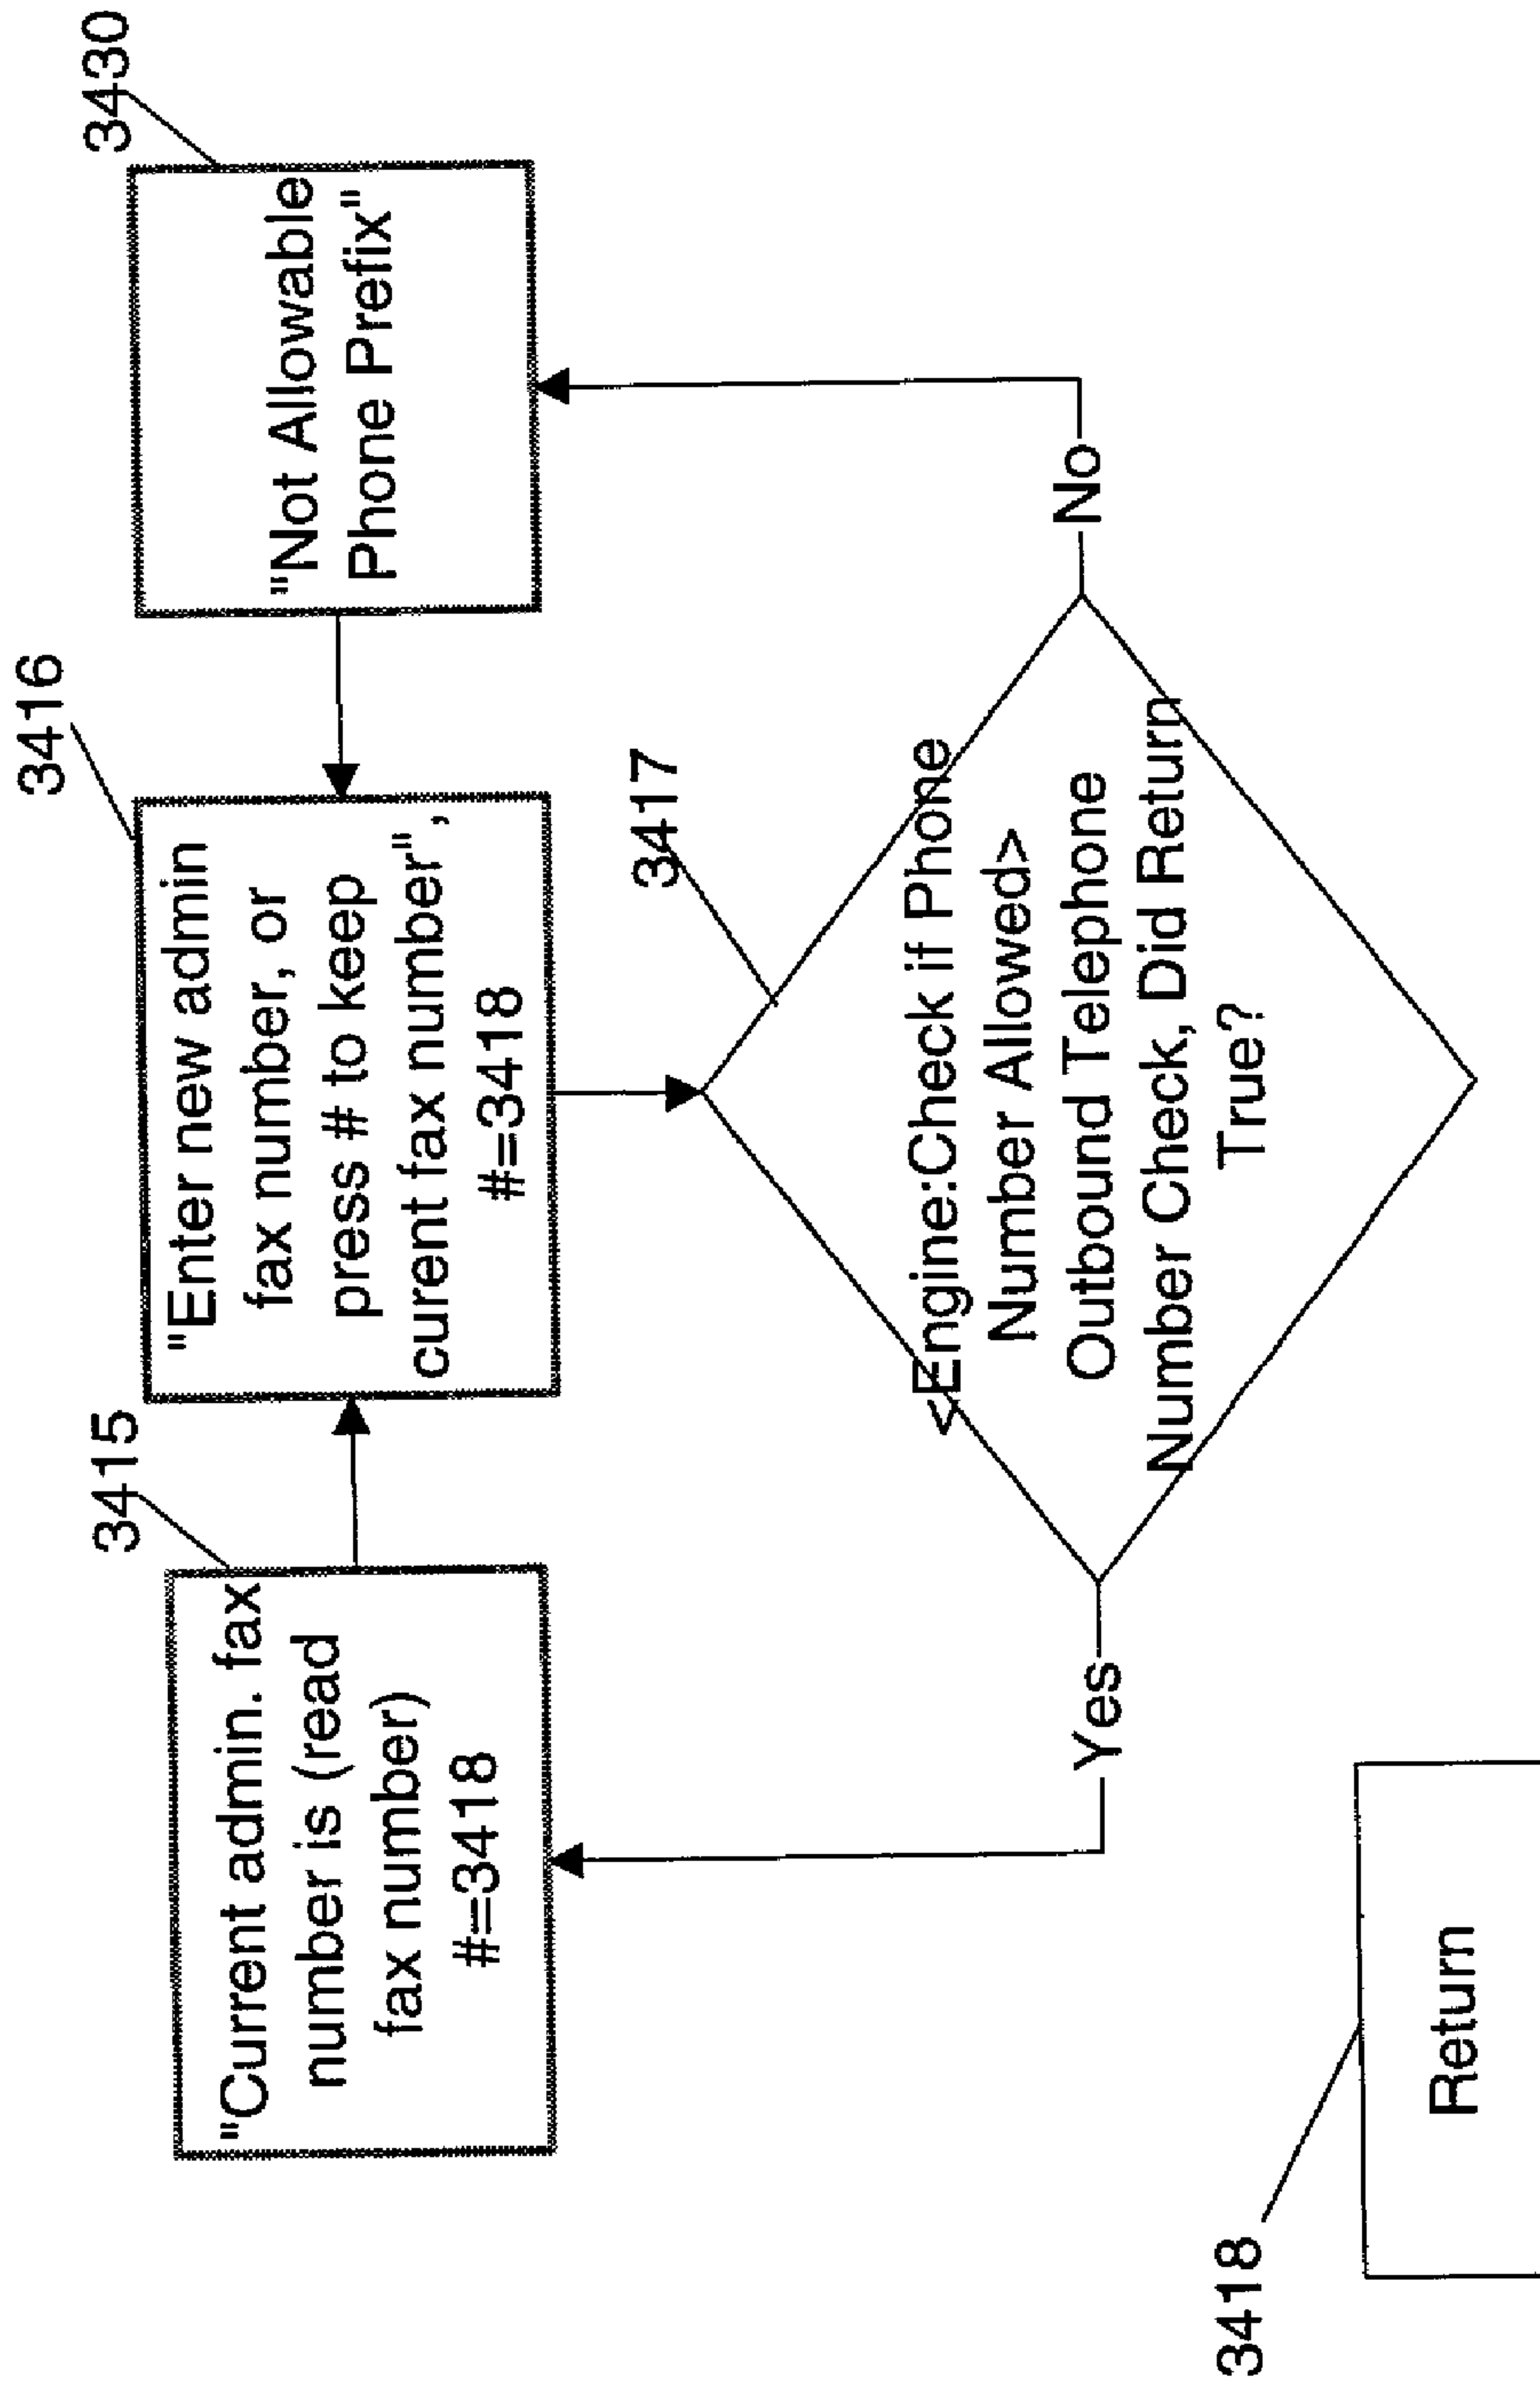 3415
"Current admin. fax
number is (read
fax number)
#=3418
3416
"Enter new admin
fax number, or
press # to keep
curent fax number",
#=3418
3430
"Not Allowable
Phone Prefix"
3417
<Engine:Check if Phone
Number Allowed>
Outbound Telephone
Number Check, Did Return
True?
Yes
No
3418
Return